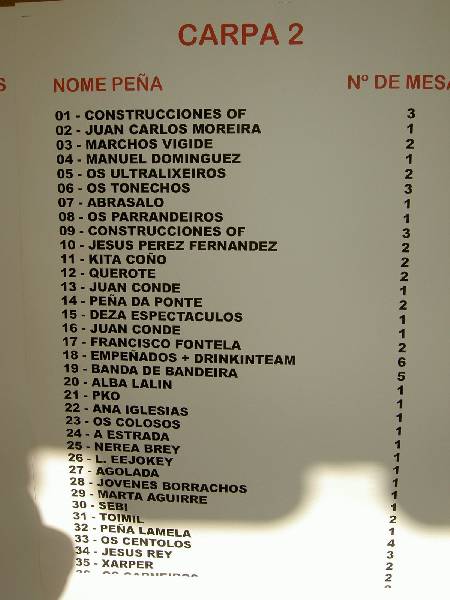 S
CARPA 2
NOME PEÑA Nº DE MESA
01 - CONSTRUCCIONES OF 3
02 - JUAN CARLOS MOREIRA 1
03 - MARCHOS VIGIDE 2
04 - MANUEL DOMINGUEZ 1
05 - OS ULTRALIXEIROS 2
06 - OS TONECHOS 3
07 - ABRASALO 1
08 - OS PARRANDEIROS 1
09 - CONSTRUCCIONES OF 3
10 - JESUS PEREZ FERNANDEZ 2
11 - KITA COÑO 2
12 - QUEROTE 2
13 - JUAN CONDE 1
14 - PEÑA DA PONTE 2
15 - DEZA ESPECTACULOS 1
16 - JUAN CONDE 1
17 - FRANCISCO FONTELA 2
18 - EMPEÑADOS + DRINKINTEAM 6
19 - BANDA DE BANDEIRA 5
20 - ALBA LALIN 1
21 - PKO 1
22 - ANA IGLESIAS 1
23 - OS COLOSOS 1
24 - A ESTRADA 1
25 - NEREA BREY 1
26 - L. EEJOKEY 1
27 - AGOLADA 1
28 - JOVENES BORRACHOS 1
29 - MARTA AGUIRRE 1
30 - SEBI 2
31 - TOIMIL 1
32 - PEÑA LAMELA 4
33 - OS CENTOLOS 3
34 - JESUS REY 2
35 - XARPER 2